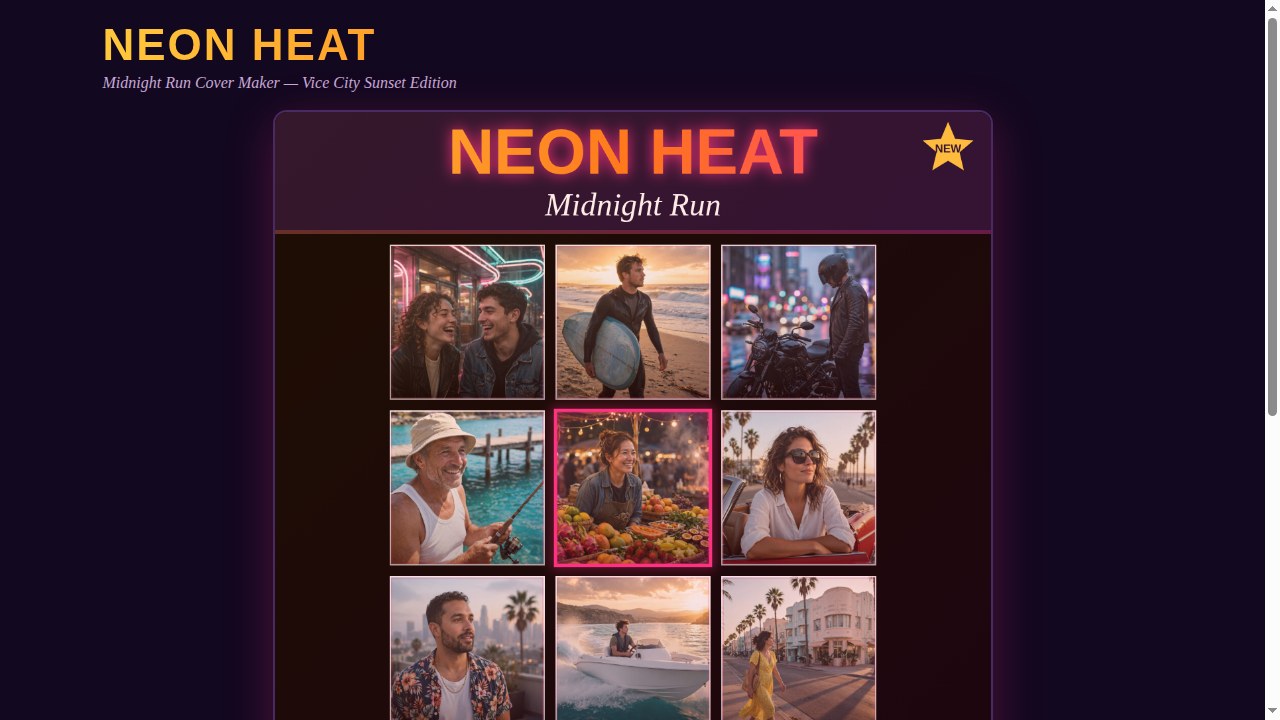 NEON HEAT
Midnight Run Cover Maker — Vice City Sunset Edition
NEON HEAT
NEW
Midnight Run